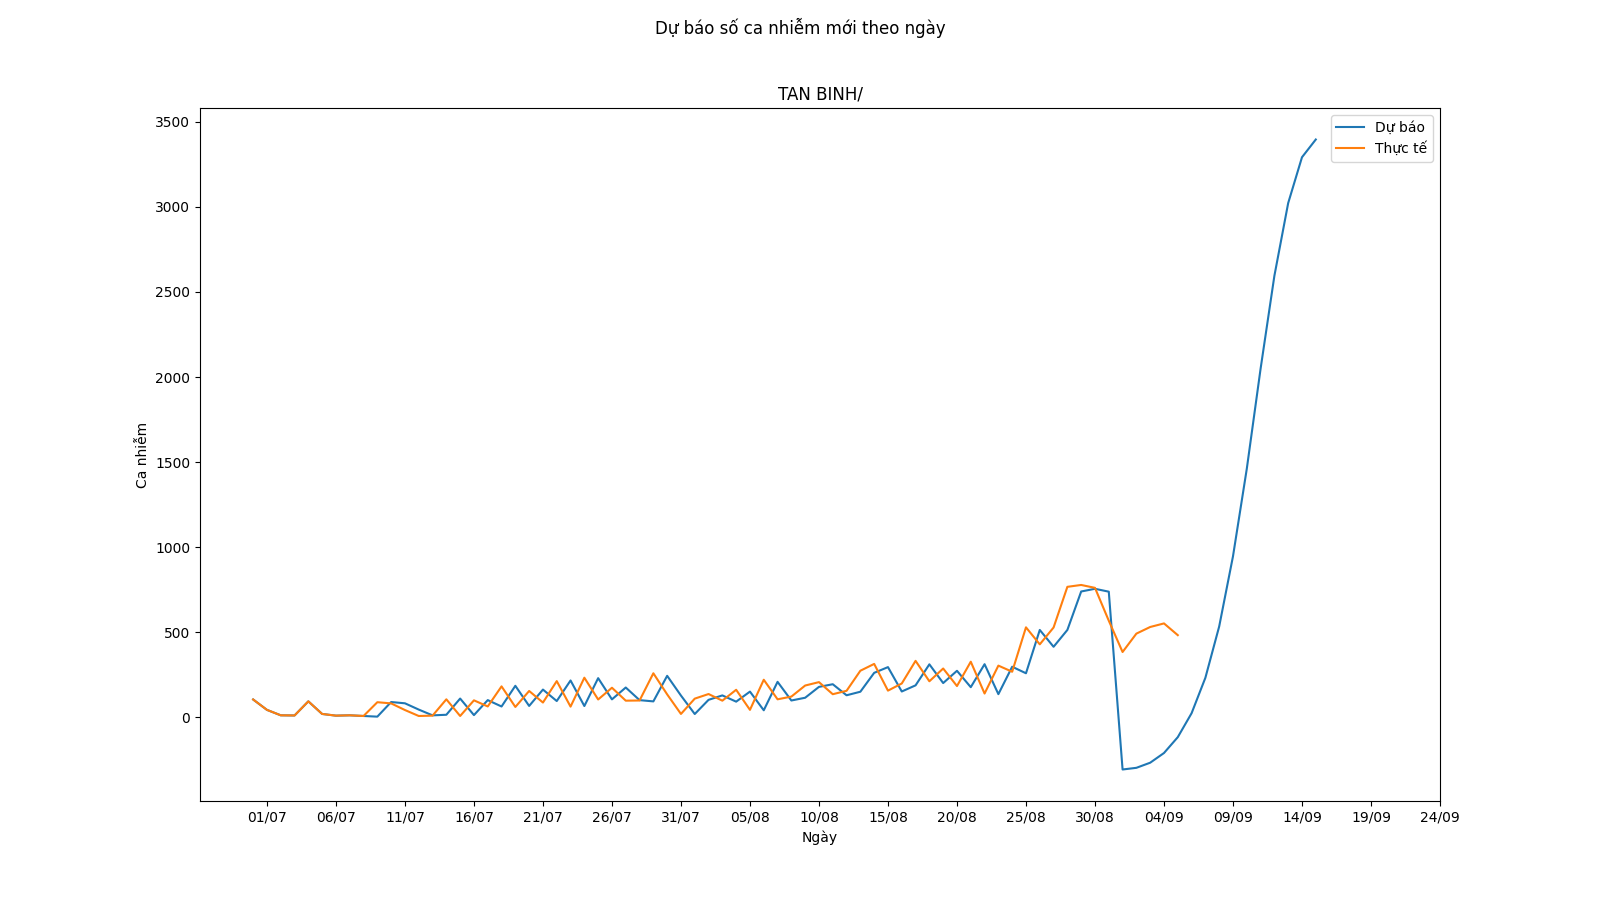 Dự báo số ca nhiễm mới theo ngày
TAN BINH/
3500
3000
2500
2000
1500
1000
500
0
Ca nhiễm
Dự báo
Thực tế
01/07 06/07 11/07 16/07 21/07 26/07 31/07 05/08 10/08 15/08 20/08 25/08 30/08 04/09 09/09 14/09 19/09 24/09
Ngày